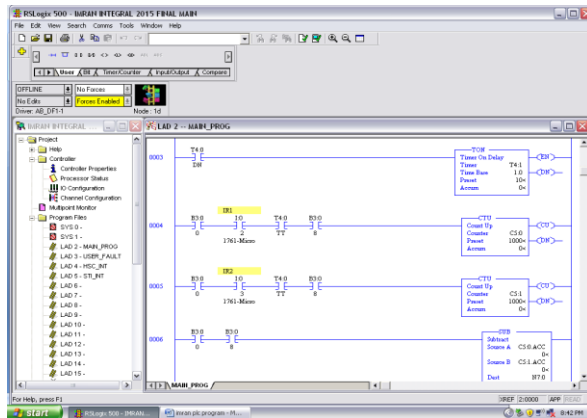 RSLogix 500 - IMRAN INTEGRAL 2015 FINAL MAIN
File Edit View Search Comms Tools Window Help
User Bit Timer/Counter Input/Output Compare
OFFLINE No Forces
No Edits Forces Enabled
Driver: AB_DF1-1 Node: 1d
IMRAN INTEGRAL
LAD 2 -- MAIN_PROG
Project
Help
Controller
Controller Properties
Processor Status
IO Configuration
Channel Configuration
Multipoint Monitor
Program Files
SYS 0 -
SYS 1 -
LAD 2 - MAIN_PROG
LAD 3 - USER_FAULT
LAD 4 - HSC_INT
LAD 5 - STI_INT
LAD 6 -
LAD 7 -
LAD 8 -
LAD 9 -
LAD 10 -
LAD 11 -
LAD 12 -
LAD 13 -
LAD 14 -
LAD 15 -
0003
T4:0
DN
TON
Timer On Delay
Timer T4:1
Time Base 1.0
Preset 10<
Accum 0<
EN
DN
0004
IR1
B3:0 I:0 T4:0 B3:0
0 2 TT 8
1761-Micro
CTU
Count Up
Counter C5:0
Preset 1000<
Accum 0<
CU
DN
0005
IR2
B3:0 I:0 T4:0 B3:0
0 3 TT 8
1761-Micro
CTU
Count Up
Counter C5:1
Preset 1000<
Accum 0<
CU
DN
0006
B3:0 B3:0
0 8
SUB
Subtract
Source A C5:0.ACC
0<
Source B C5:1.ACC
0<
Dest N7:0
MAIN_PROG
For Help, press F1
XREF 2:0000 APP READ
start
RSLogix 500 - IMRAN...
imran plc program - M...
8:42 PM